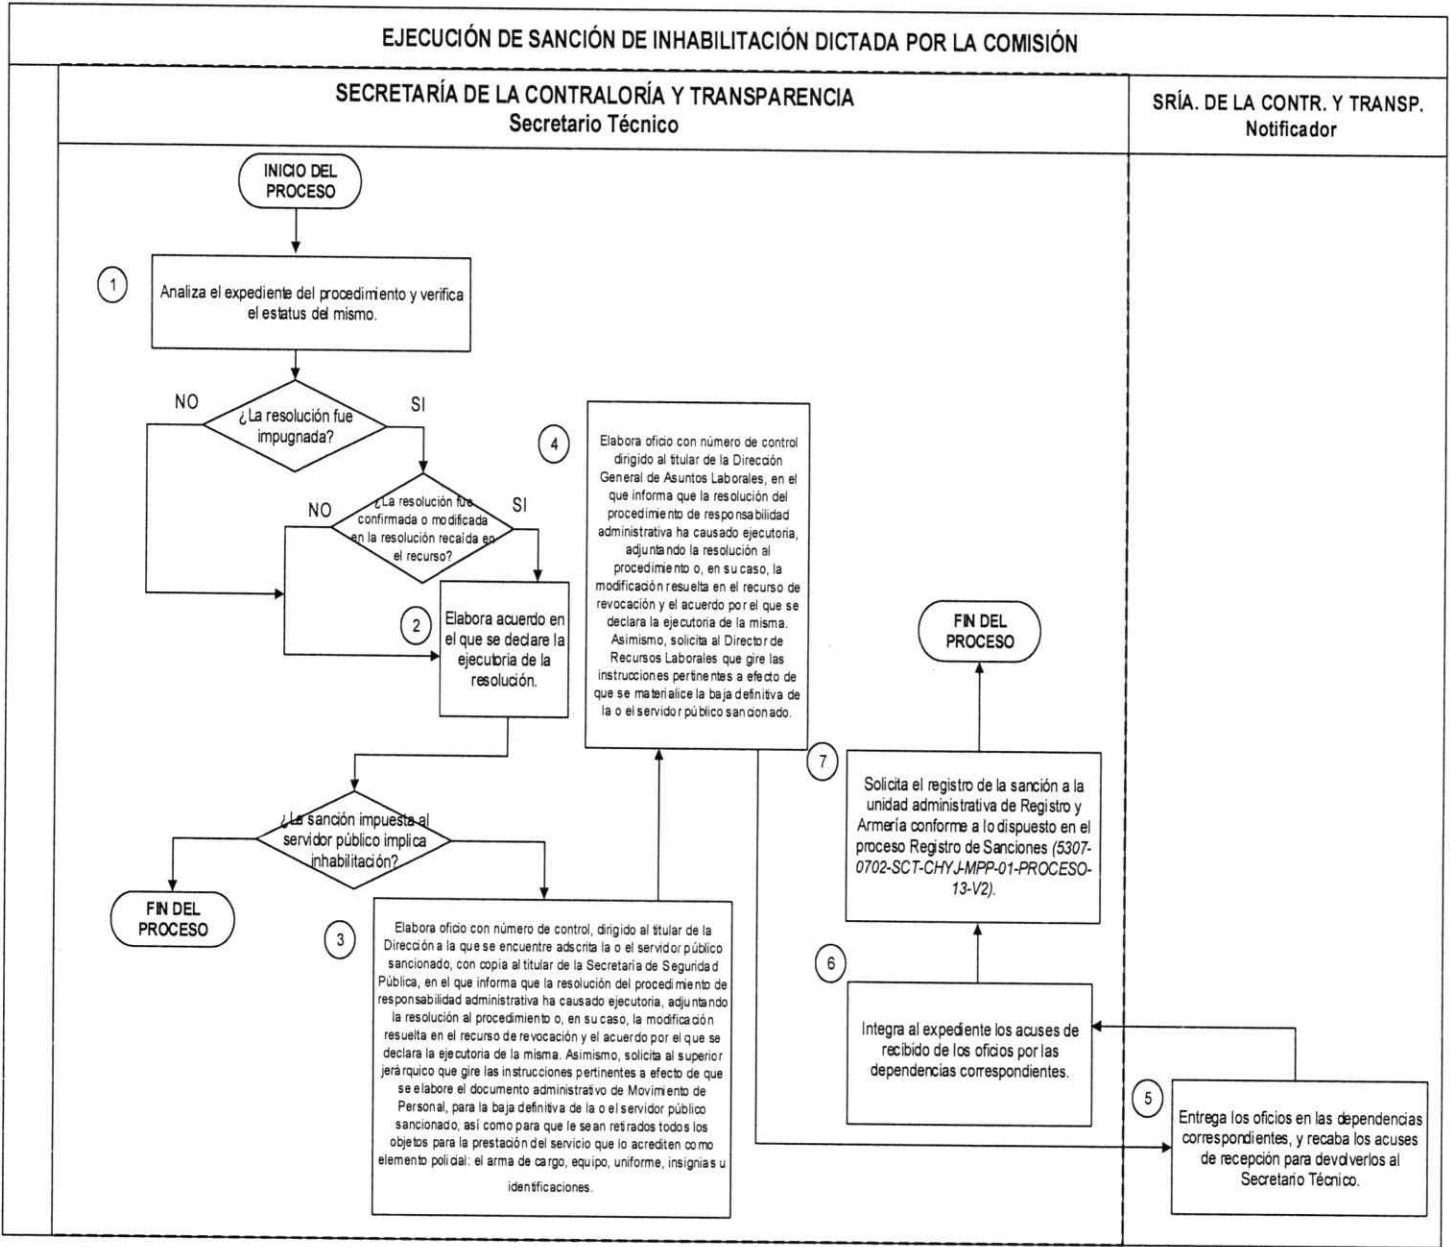 EJECUCIÓN DE SANCIÓN DE INHABILITACIÓN DICTADA POR LA COMISIÓN
SECRETARÍA DE LA CONTRALORÍA Y TRANSPARENCIA
Secretario Técnico
SRÍA. DE LA CONTR. Y TRANSP.
Notificador
INICIO DEL
PROCESO
1
Analiza el expediente del procedimiento y verifica
el estatus del mismo.
NO
¿La resolución fue
impugnada?
SI
NO
¿La resolución fue
confirmada o modificada
en la resolución recaída en
el recurso?
SI
2
Elabora acuerdo en
el que se declare la
ejecutoria de la
resolución.
¿La sanción impuesta al
servidor público implica
inhabilitación?
FIN DEL
PROCESO
3
Elabora oficio con número de control, dirigido al titular de la
Dirección a la que se encuentre adscrita la o el servidor público
sancionado, con copia al titular de la Secretaría de Seguridad
Pública, en el que informa que la resolución del procedimiento de
responsabilidad administrativa ha causado ejecutoria, adjuntando
la resolución al procedimiento o, en su caso, la modificación
resuelta en el recurso de revocación y el acuerdo por el que se
declara la ejecutoria de la misma. Asimismo, solicita al superior
jerárquico que gire las instrucciones pertinentes a efecto de que
se elabore el documento administrativo de Movimiento de
Personal, para la baja definitiva de la o el servidor público
sancionado, así como para que le sean retirados todos los
objetos para la prestación del servicio que lo acrediten como
elemento policial: el arma de cargo, equipo, uniforme, insignias u
identificaciones.
4
Elabora oficio con número de control
dirigido al titular de la Dirección
General de Asuntos Laborales, en el
que informa que la resolución del
procedimiento de responsabilidad
administrativa ha causado ejecutoria,
adjuntando la resolución al
procedimiento o, en su caso, la
modificación resuelta en el recurso de
revocación y el acuerdo por el que se
declara la ejecutoria de la misma.
Asimismo, solicita al Director de
Recursos Laborales que gire las
instrucciones pertinentes a efecto de
que se materialice la baja definitiva de
la o el servidor público sancionado.
5
Entrega los oficios en las dependencias
correspondientes, y recaba los acuses
de recepción para devolverlos al
Secretario Técnico.
6
Integra al expediente los acuses de
recibido de los oficios por las
dependencias correspondientes.
7
Solicita el registro de la sanción a la
unidad administrativa de Registro y
Armería conforme a lo dispuesto en el
proceso Registro de Sanciones (5307-
0702-SCT-CHYJ-MPP-01-PROCESO-
13-V2).
FIN DEL
PROCESO